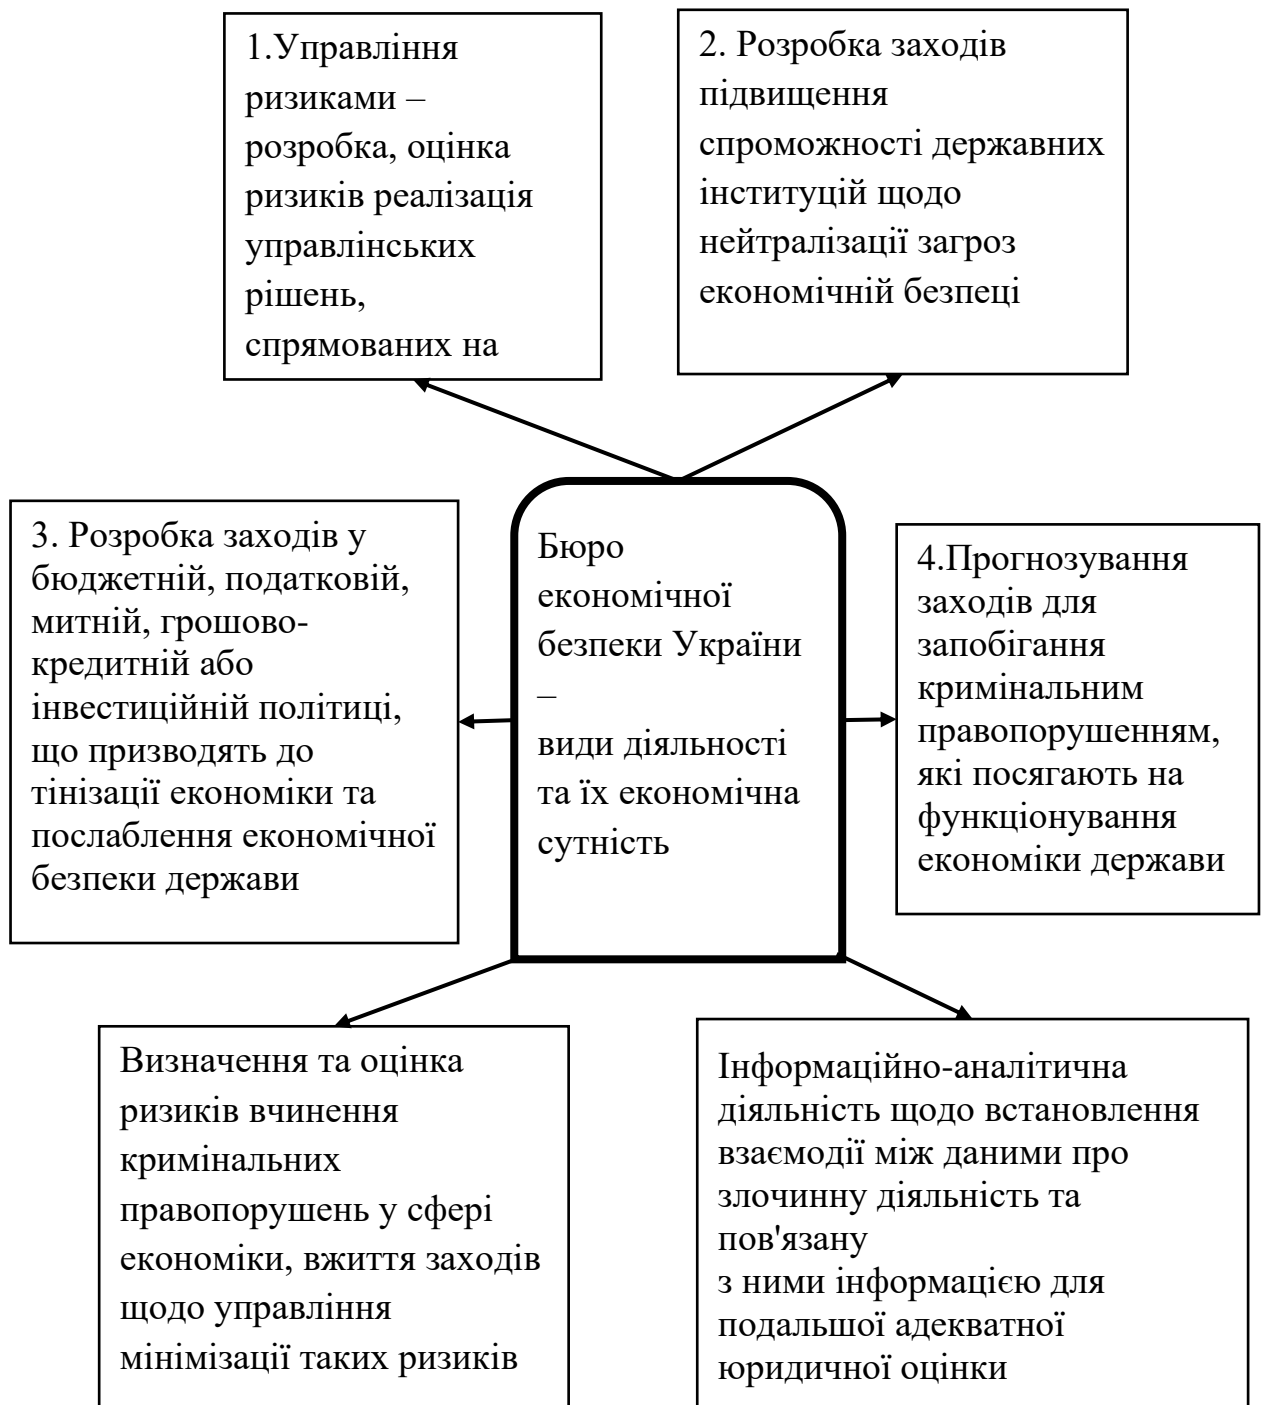 1.Управління
ризиками –
розробка, оцінка
ризиків реалізація
управлінських
рішень,
спрямованих на
2. Розробка заходів
підвищення
спроможності державних
інституцій щодо
нейтралізації загроз
економічній безпеці
3. Розробка заходів у
бюджетній, податковій,
митній, грошово-
кредитній або
інвестиційній політиці,
що призводять до
тінізації економіки та
послаблення економічної
безпеки держави
Бюро
економічної
безпеки України
–
види діяльності
та їх економічна
сутність
4.Прогнозування
заходів для
запобігання
кримінальним
правопорушенням,
які посягають на
функціонування
економіки держави
Визначення та оцінка
ризиків вчинення
кримінальних
правопорушень у сфері
економіки, вжиття заходів
щодо управління
мінімізації таких ризиків
Інформаційно-аналітична
діяльність щодо встановлення
взаємодії між даними про
злочинну діяльність та
пов'язану
з ними інформацією для
подальшої адекватної
юридичної оцінки